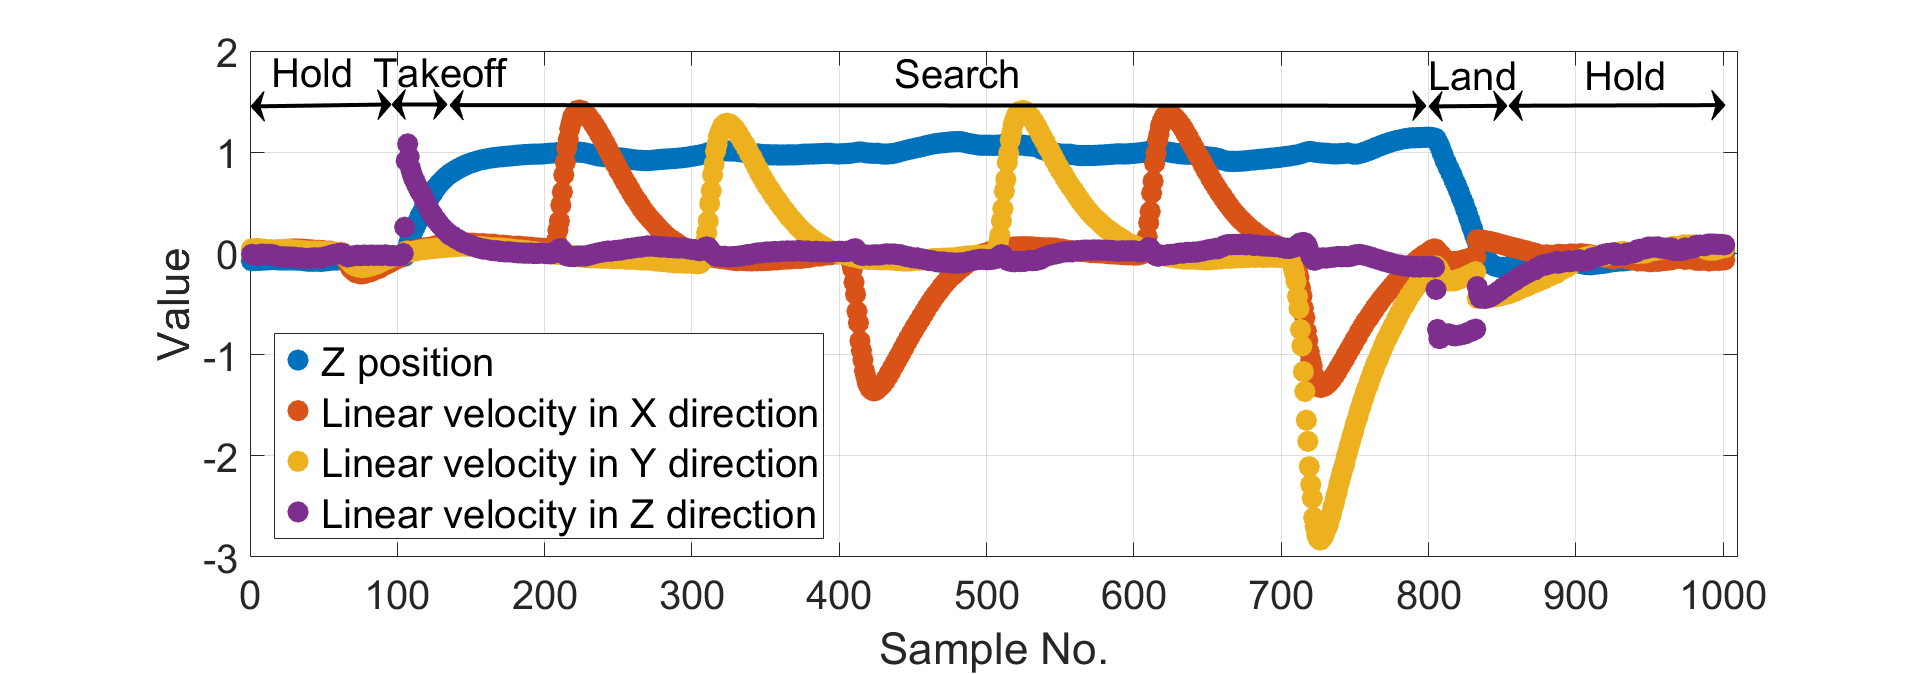 2
Hold Takeoff Search Land Hold
1
0
-1
-2
-3
Value
Z position
Linear velocity in X direction
Linear velocity in Y direction
Linear velocity in Z direction
0 100 200 300 400 500 600 700 800 900 1000
Sample No.